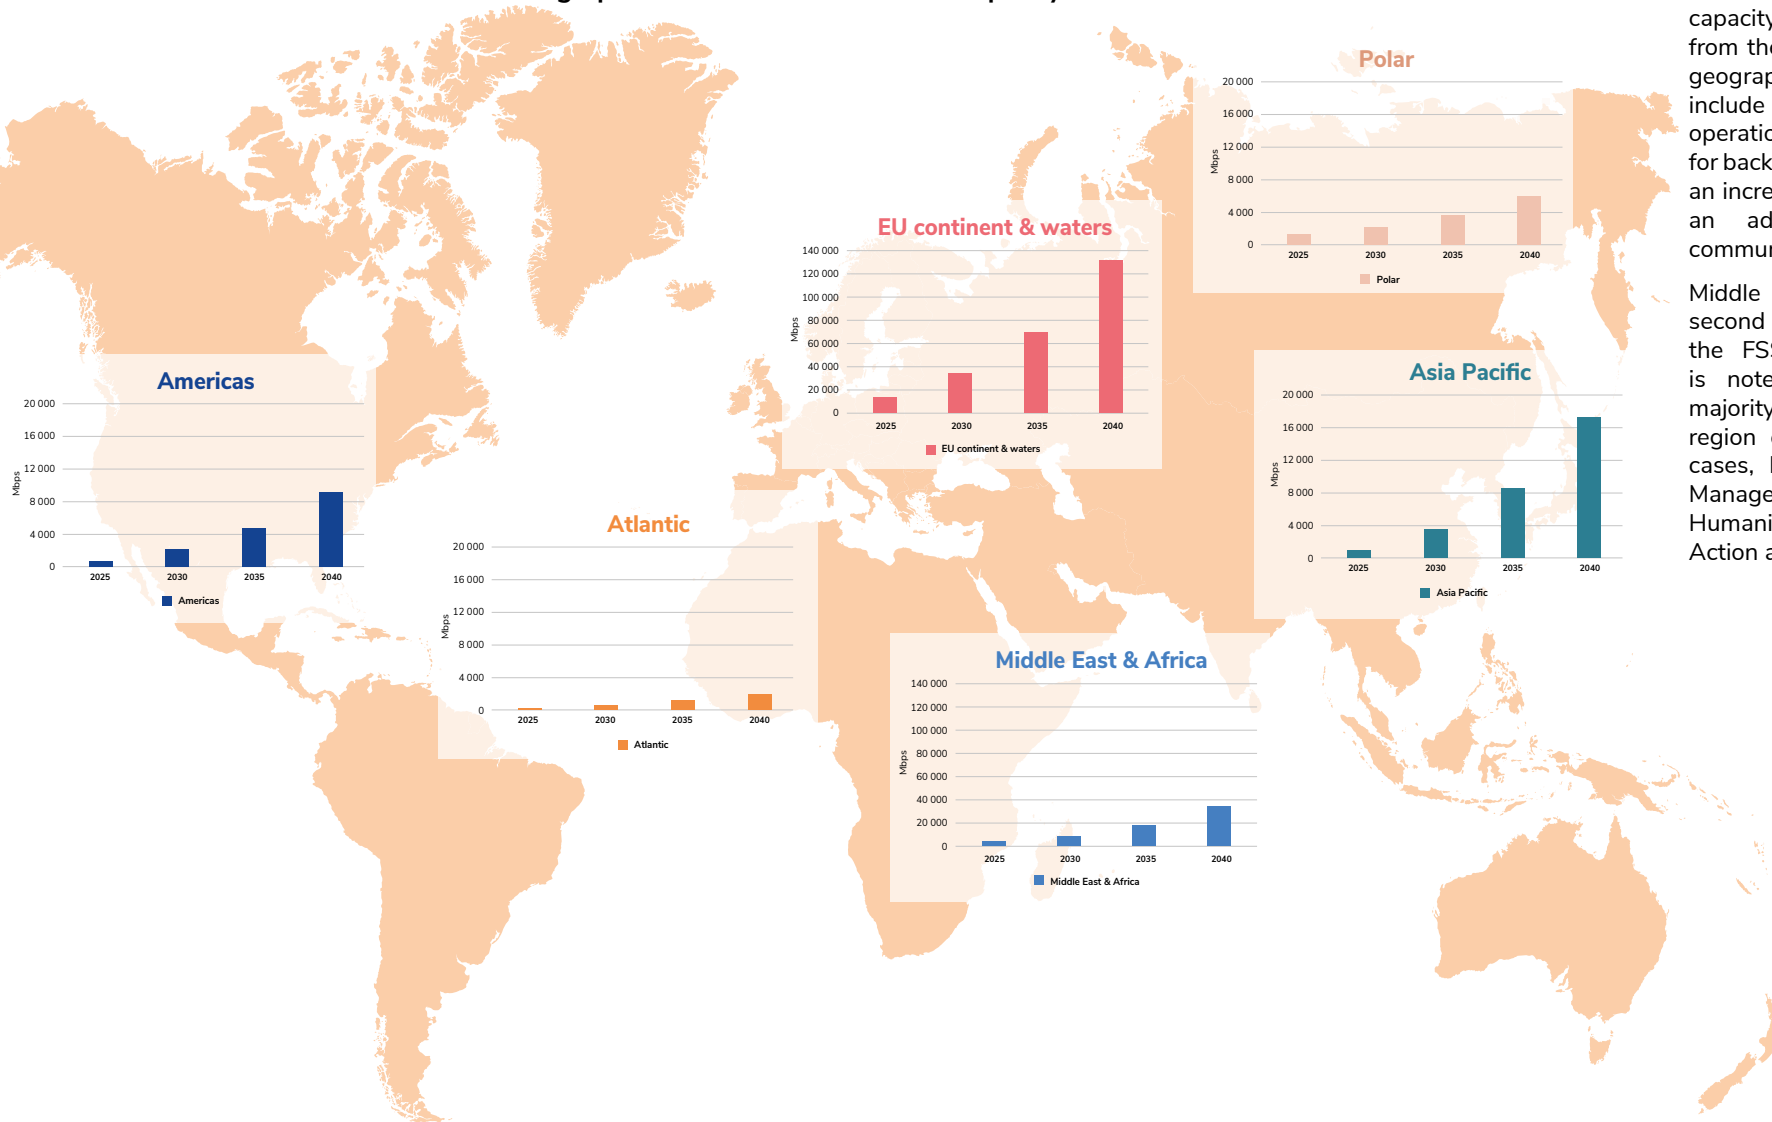 Polar
20 000
16 000
12 000
8 000
4 000
0
Mbps
2025 2030 2035 2040
Polar
EU continent & waters
140 000
120 000
100 000
80 000
60 000
40 000
20 000
0
Mbps
2025 2030 2035 2040
EU continent & waters
Americas
20 000
16 000
12 000
8 000
4 000
0
Mbps
2025 2030 2035 2040
Americas
Asia Pacific
20 000
16 000
12 000
8 000
4 000
0
Mbps
2025 2030 2035 2040
Asia Pacific
Atlantic
20 000
16 000
12 000
8 000
4 000
0
Mbps
2025 2030 2035 2040
Atlantic
Middle East & Africa
140 000
120 000
100 000
80 000
60 000
40 000
20 000
0
Mbps
2025 2030 2035 2040
Middle East & Africa
capacity
from the
geograp
include
operatio
for back
an incre
an ad
commun
Middle
second
the FSS
is note
majority
region
cases,
Manage
Humani
Action a